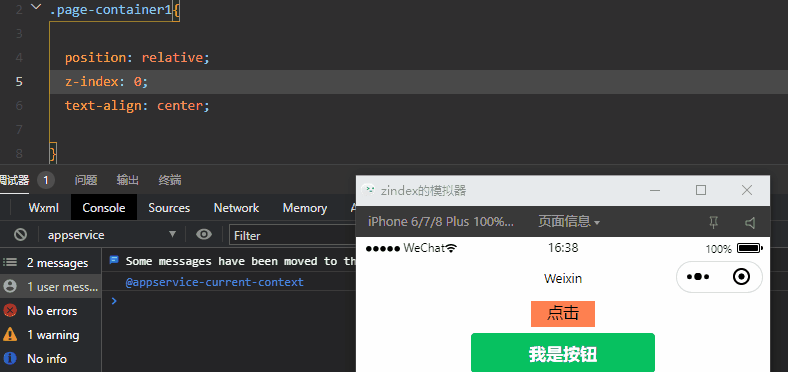 2 .page-container1{
3
4 position: relative;
5 z-index: 0;
6 text-align: center;
7
8 }
调试器 1 问题 输出 终端
Wxml Console Sources Network Memory
appservice Filter
2 messages
1 user mess...
No errors
1 warning
No info
Some messages have been moved to th
@appservice-current-context
zindex的模拟器
iPhone 6/7/8 Plus 100%... 页面信息
WeChat 16:38 100%
Weixin
点击
我是按钮